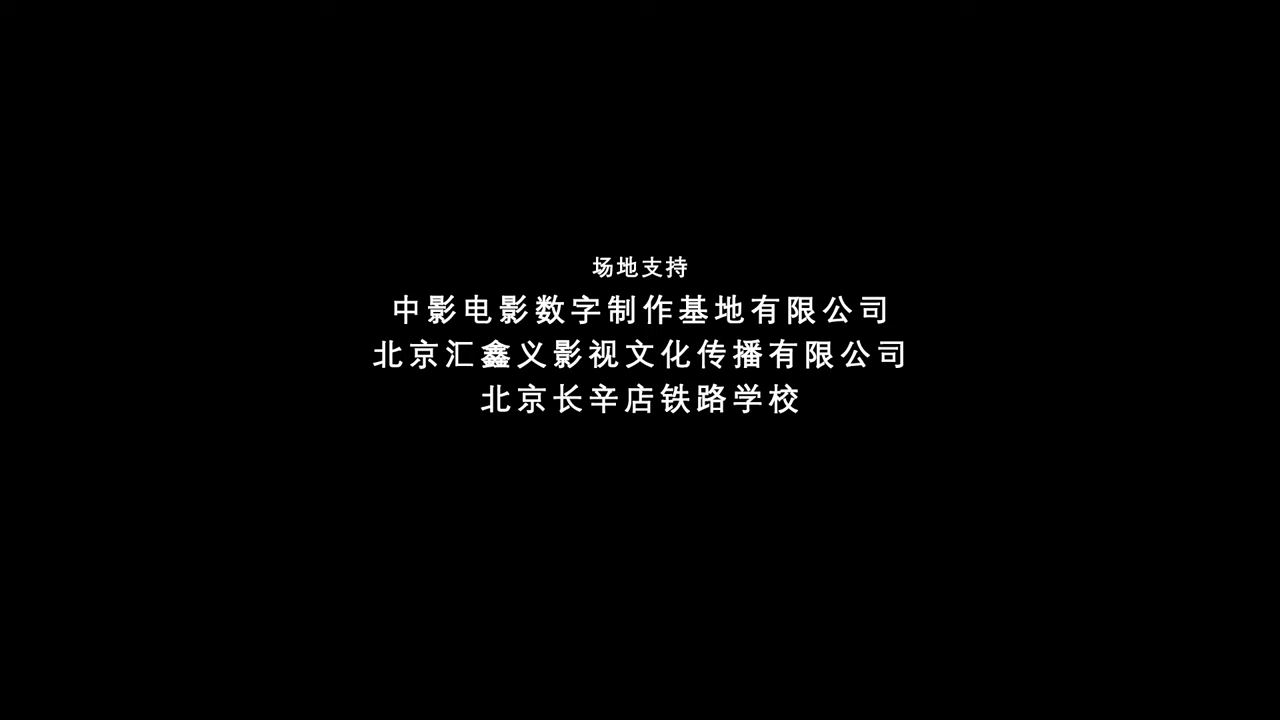 场地支持
中影电影数字制作基地有限公司
北京汇鑫义影视文化传播有限公司
北京长辛店铁路学校